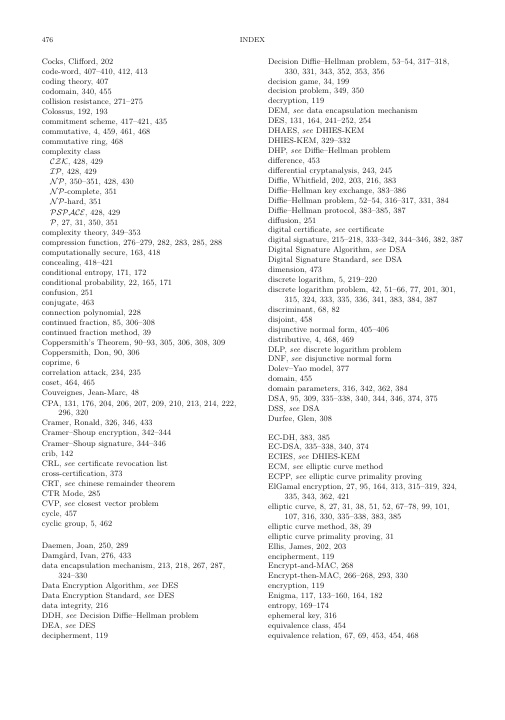 476
INDEX
Cocks, Clifford, 202
code-word, 407–410, 412, 413
coding theory, 407
codomain, 340, 455
collision resistance, 271–275
Colossus, 192, 193
commitment scheme, 417–421, 435
commutative, 4, 459, 461, 468
commutative ring, 468
complexity class
CZK, 428, 429
IP, 428, 429
NP, 350–351, 428, 430
NP-complete, 351
NP-hard, 351
PSPACE, 428, 429
P, 27, 31, 350, 351
complexity theory, 349–353
compression function, 276–279, 282, 283, 285, 288
computationally secure, 163, 418
concealing, 418–421
conditional entropy, 171, 172
conditional probability, 22, 165, 171
confusion, 251
conjugate, 463
connection polynomial, 228
continued fraction, 85, 306–308
continued fraction method, 39
Coppersmith's Theorem, 90–93, 305, 306, 308, 309
Coppersmith, Don, 90, 306
coprime, 6
correlation attack, 234, 235
coset, 464, 465
Couveignes, Jean-Marc, 48
CPA, 131, 176, 204, 206, 207, 209, 210, 213, 214, 222,
296, 320
Cramer, Ronald, 326, 346, 433
Cramer–Shoup encryption, 342–344
Cramer–Shoup signature, 344–346
crib, 142
CRL, see certificate revocation list
cross-certification, 373
CRT, see chinese remainder theorem
CTR Mode, 285
CVP, see closest vector problem
cycle, 457
cyclic group, 5, 462
Daemen, Joan, 250, 289
Damgård, Ivan, 276, 433
data encapsulation mechanism, 213, 218, 267, 287,
324–330
Data Encryption Algorithm, see DES
Data Encryption Standard, see DES
data integrity, 216
DDH, see Decision Diffie–Hellman problem
DEA, see DES
decipherment, 119
Decision Diffie–Hellman problem, 53–54, 317–318,
330, 331, 343, 352, 353, 356
decision game, 34, 199
decision problem, 349, 350
decryption, 119
DEM, see data encapsulation mechanism
DES, 131, 164, 241–252, 254
DHAES, see DHIES-KEM
DHIES-KEM, 329–332
DHP, see Diffie–Hellman problem
difference, 453
differential cryptanalysis, 243, 245
Diffie, Whitfield, 202, 203, 216, 383
Diffie–Hellman key exchange, 383–386
Diffie–Hellman problem, 52–54, 316–317, 331, 384
Diffie–Hellman protocol, 383–385, 387
diffusion, 251
digital certificate, see certificate
digital signature, 215–218, 333–342, 344–346, 382, 387
Digital Signature Algorithm, see DSA
Digital Signature Standard, see DSA
dimension, 473
discrete logarithm, 5, 219–220
discrete logarithm problem, 42, 51–66, 77, 201, 301,
315, 324, 333, 335, 336, 341, 383, 384, 387
discriminant, 68, 82
disjoint, 458
disjunctive normal form, 405–406
distributive, 4, 468, 469
DLP, see discrete logarithm problem
DNF, see disjunctive normal form
Dolev–Yao model, 377
domain, 455
domain parameters, 316, 342, 362, 384
DSA, 95, 309, 335–338, 340, 344, 346, 374, 375
DSS, see DSA
Durfee, Glen, 308
EC-DH, 383, 385
EC-DSA, 335–338, 340, 374
ECIES, see DHIES-KEM
ECM, see elliptic curve method
ECPP, see elliptic curve primality proving
ElGamal encryption, 27, 95, 164, 313, 315–319, 324,
335, 343, 362, 421
elliptic curve, 8, 27, 31, 38, 51, 52, 67–78, 99, 101,
107, 316, 330, 335–338, 383, 385
elliptic curve method, 38, 39
elliptic curve primality proving, 31
Ellis, James, 202, 203
encipherment, 119
Encrypt-and-MAC, 268
Encrypt-then-MAC, 266–268, 293, 330
encryption, 119
Enigma, 117, 133–160, 164, 182
entropy, 169–174
ephemeral key, 316
equivalence class, 454
equivalence relation, 67, 69, 453, 454, 468